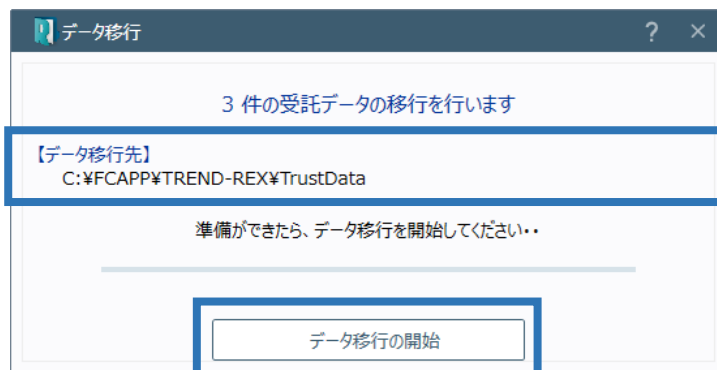 データ移行
? ×
3 件の受託データの移行を行います
【データ移行先】
C:¥FCAPP¥TREND-REX¥TrustData
準備ができたら、データ移行を開始してください・・
データ移行の開始